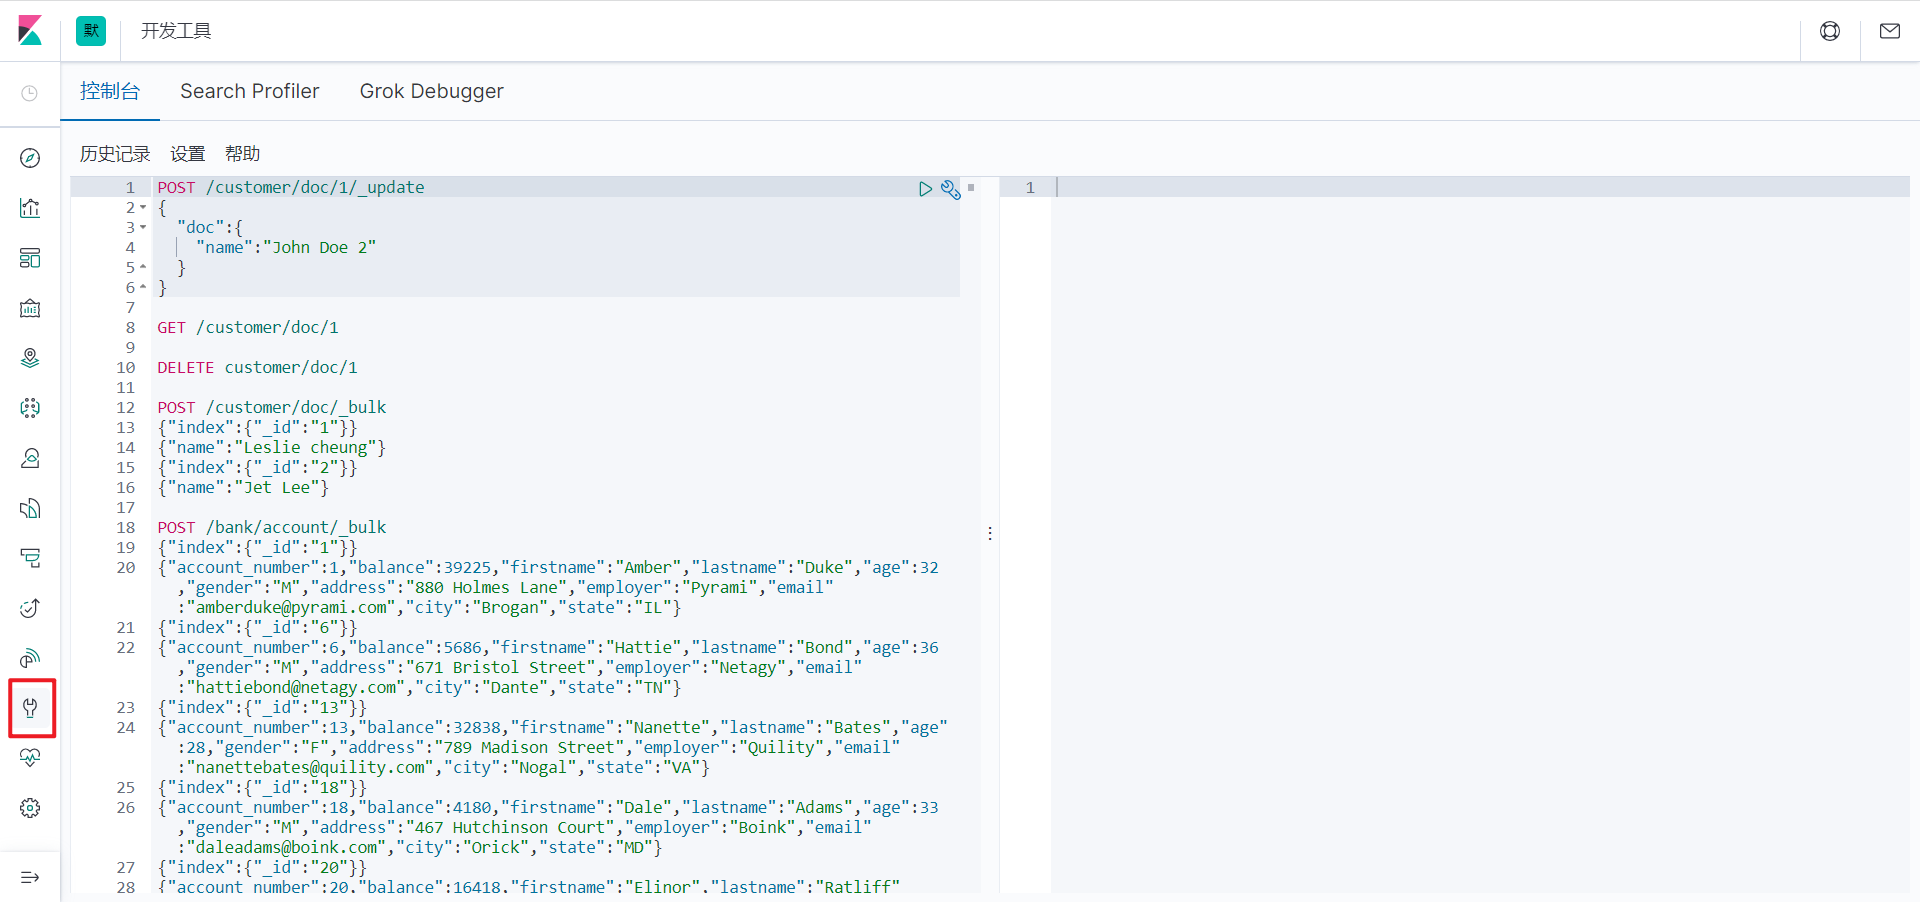 默 开发工具
控制台 Search Profiler Grok Debugger
历史记录 设置 帮助
1 POST /customer/doc/1/_update
2 {
3 "doc":{
4 "name":"John Doe 2"
5 }
6 }
7
8 GET /customer/doc/1
9
10 DELETE customer/doc/1
11
12 POST /customer/doc/_bulk
13 {"index":{"_id":"1"}}
14 {"name":"Leslie cheung"}
15 {"index":{"_id":"2"}}
16 {"name":"Jet Lee"}
17
18 POST /bank/account/_bulk
19 {"index":{"_id":"1"}}
20 {"account_number":1,"balance":39225,"firstname":"Amber","lastname":"Duke","age":32
,"gender":"M","address":"880 Holmes Lane","employer":"Pyrami","email"
:"amberduke@pyrami.com","city":"Brogan","state":"IL"}
21 {"index":{"_id":"6"}}
22 {"account_number":6,"balance":5686,"firstname":"Hattie","lastname":"Bond","age":36
,"gender":"M","address":"671 Bristol Street","employer":"Netagy","email"
:"hattiebond@netagy.com","city":"Dante","state":"TN"}
23 {"index":{"_id":"13"}}
24 {"account_number":13,"balance":32838,"firstname":"Nanette","lastname":"Bates","age"
:28,"gender":"F","address":"789 Madison Street","employer":"Quility","email"
:"nanettebates@quility.com","city":"Nogal","state":"VA"}
25 {"index":{"_id":"18"}}
26 {"account_number":18,"balance":4180,"firstname":"Dale","lastname":"Adams","age":33
,"gender":"M","address":"467 Hutchinson Court","employer":"Boink","email"
:"daleadams@boink.com","city":"Orick","state":"MD"}
27 {"index":{"_id":"20"}}
28 {"account_number":20,"balance":16418,"firstname":"Elinor","lastname":"Ratliff"
1